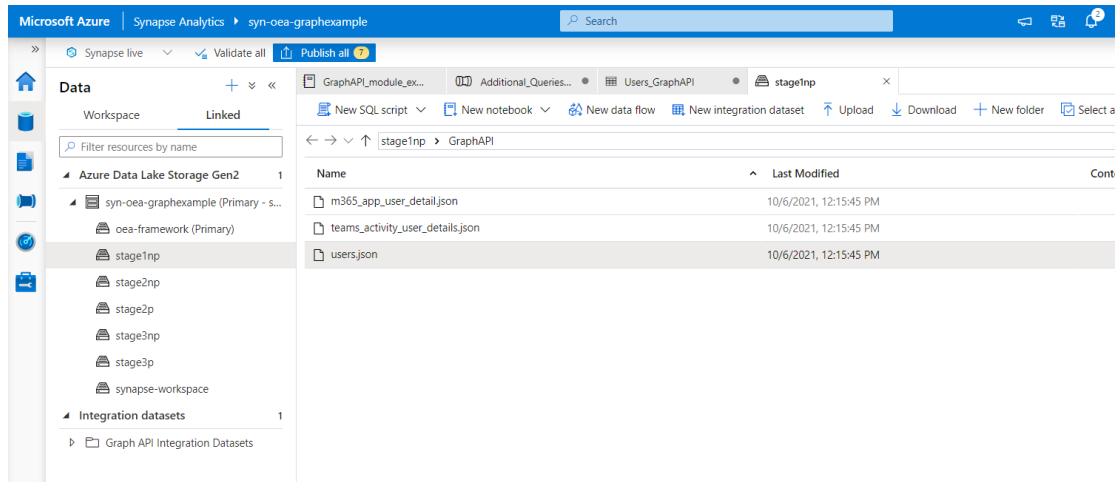 Microsoft Azure Synapse Analytics syn-oea-graphexample Search 2
» Synapse live Validate all Publish all 7
Data
Workspace Linked
Filter resources by name
Azure Data Lake Storage Gen2 1
syn-oea-graphexample (Primary - s...
oea-framework (Primary)
stage1np
stage2np
stage2p
stage3np
stage3p
synapse-workspace
Integration datasets 1
Graph API Integration Datasets
GraphAPI_module_ex... Additional_Queries... Users_GraphAPI stage1np
New SQL script New notebook New data flow New integration dataset Upload Download New folder Select a
stage1np > GraphAPI
Name Last Modified Cont
m365_app_user_detail.json 10/6/2021, 12:15:45 PM
teams_activity_user_details.json 10/6/2021, 12:15:45 PM
users.json 10/6/2021, 12:15:45 PM